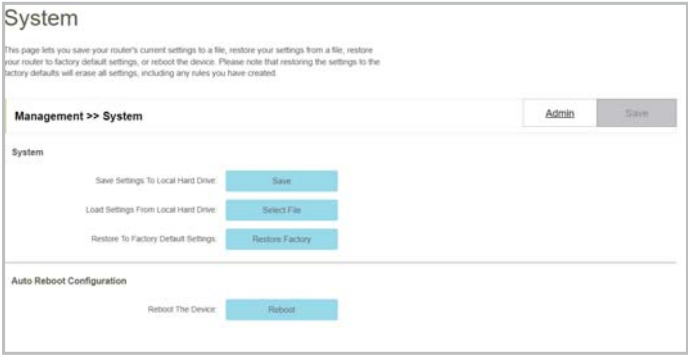 System
This page lets you save your router's current settings to a file, restore your settings from a file, restore
your router to factory default settings, or reboot the device. Please note that restoring the settings to the
factory defaults will erase all settings, including any rules you have created.
Management >> System
Admin
Save
System
Save Settings To Local Hard Drive:
Save
Load Settings From Local Hard Drive:
Select File
Restore To Factory Default Settings:
Restore Factory
Auto Reboot Configuration
Reboot The Device:
Reboot